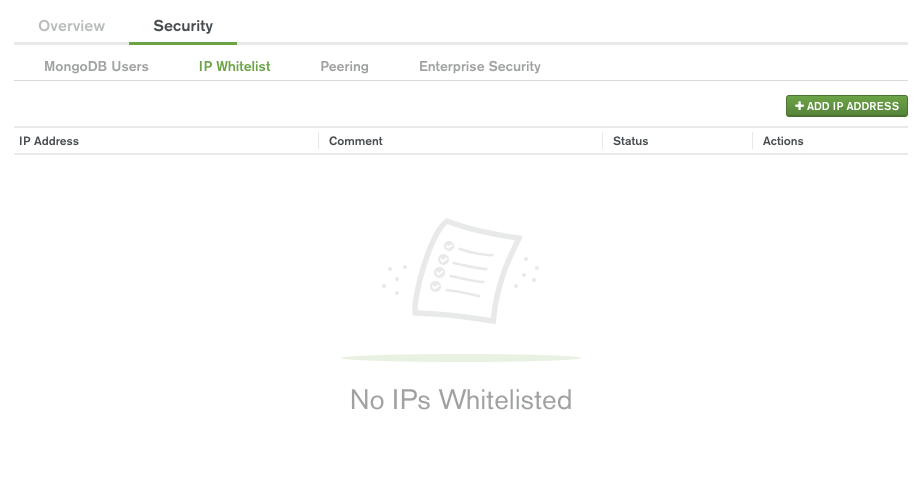 Overview Security
MongoDB Users IP Whitelist Peering Enterprise Security
+ ADD IP ADDRESS
IP Address Comment Status Actions
No IPs Whitelisted